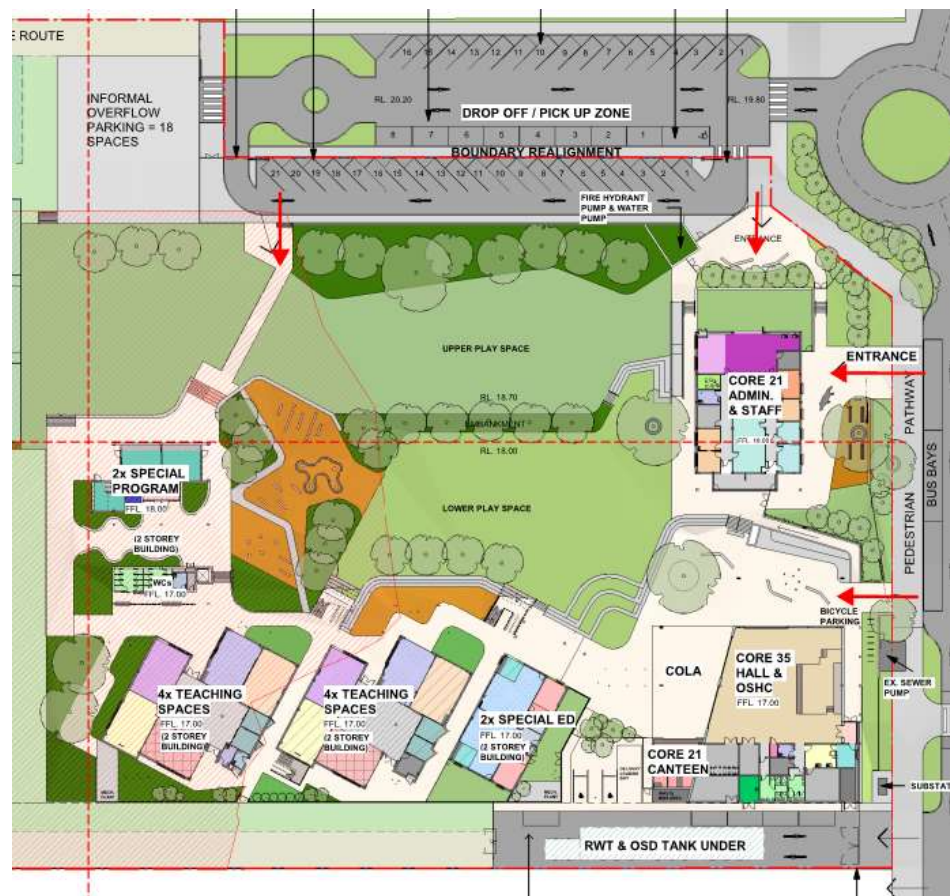 E ROUTE
INFORMAL
OVERFLOW
PARKING = 18
SPACES
16 15 14 13 12 11 10 9 8 7 6 5 4 3 2 1
RL. 20.20
RL. 19.80
DROP OFF / PICK UP ZONE
8 7 6 5 4 3 2 1
BOUNDARY REALIGNMENT
21 20 19 18 17 16 15 14 13 12 11 10 9 8 7 6 5 4 3 2 1
FIRE HYDRANT
PUMP & WATER
PUMP
ENTRANCE
UPPER PLAY SPACE
ENTRANCE
CORE 21
ADMIN.
& STAFF
FFL. 18.00
RL. 18.70
EMBANKMENT
RL. 18.00
PEDESTRIAN PATHWAY
BUS BAYS
2x SPECIAL
PROGRAM
FFL. 18.00
(2 STOREY
BUILDING)
LOWER PLAY SPACE
WCs
FFL. 17.00
BICYCLE
PARKING
4x TEACHING
SPACES
FFL. 17.00
(2 STOREY
BUILDING)
4x TEACHING
SPACES
FFL. 17.00
(2 STOREY
BUILDING)
2x SPECIAL ED
FFL. 17.00
(2 STOREY
BUILDING)
COLA
CORE 35
HALL &
OSHC
FFL. 17.00
EX. SEWER
PUMP
CORE 21
CANTEEN
SUBSTAT
RWT & OSD TANK UNDER